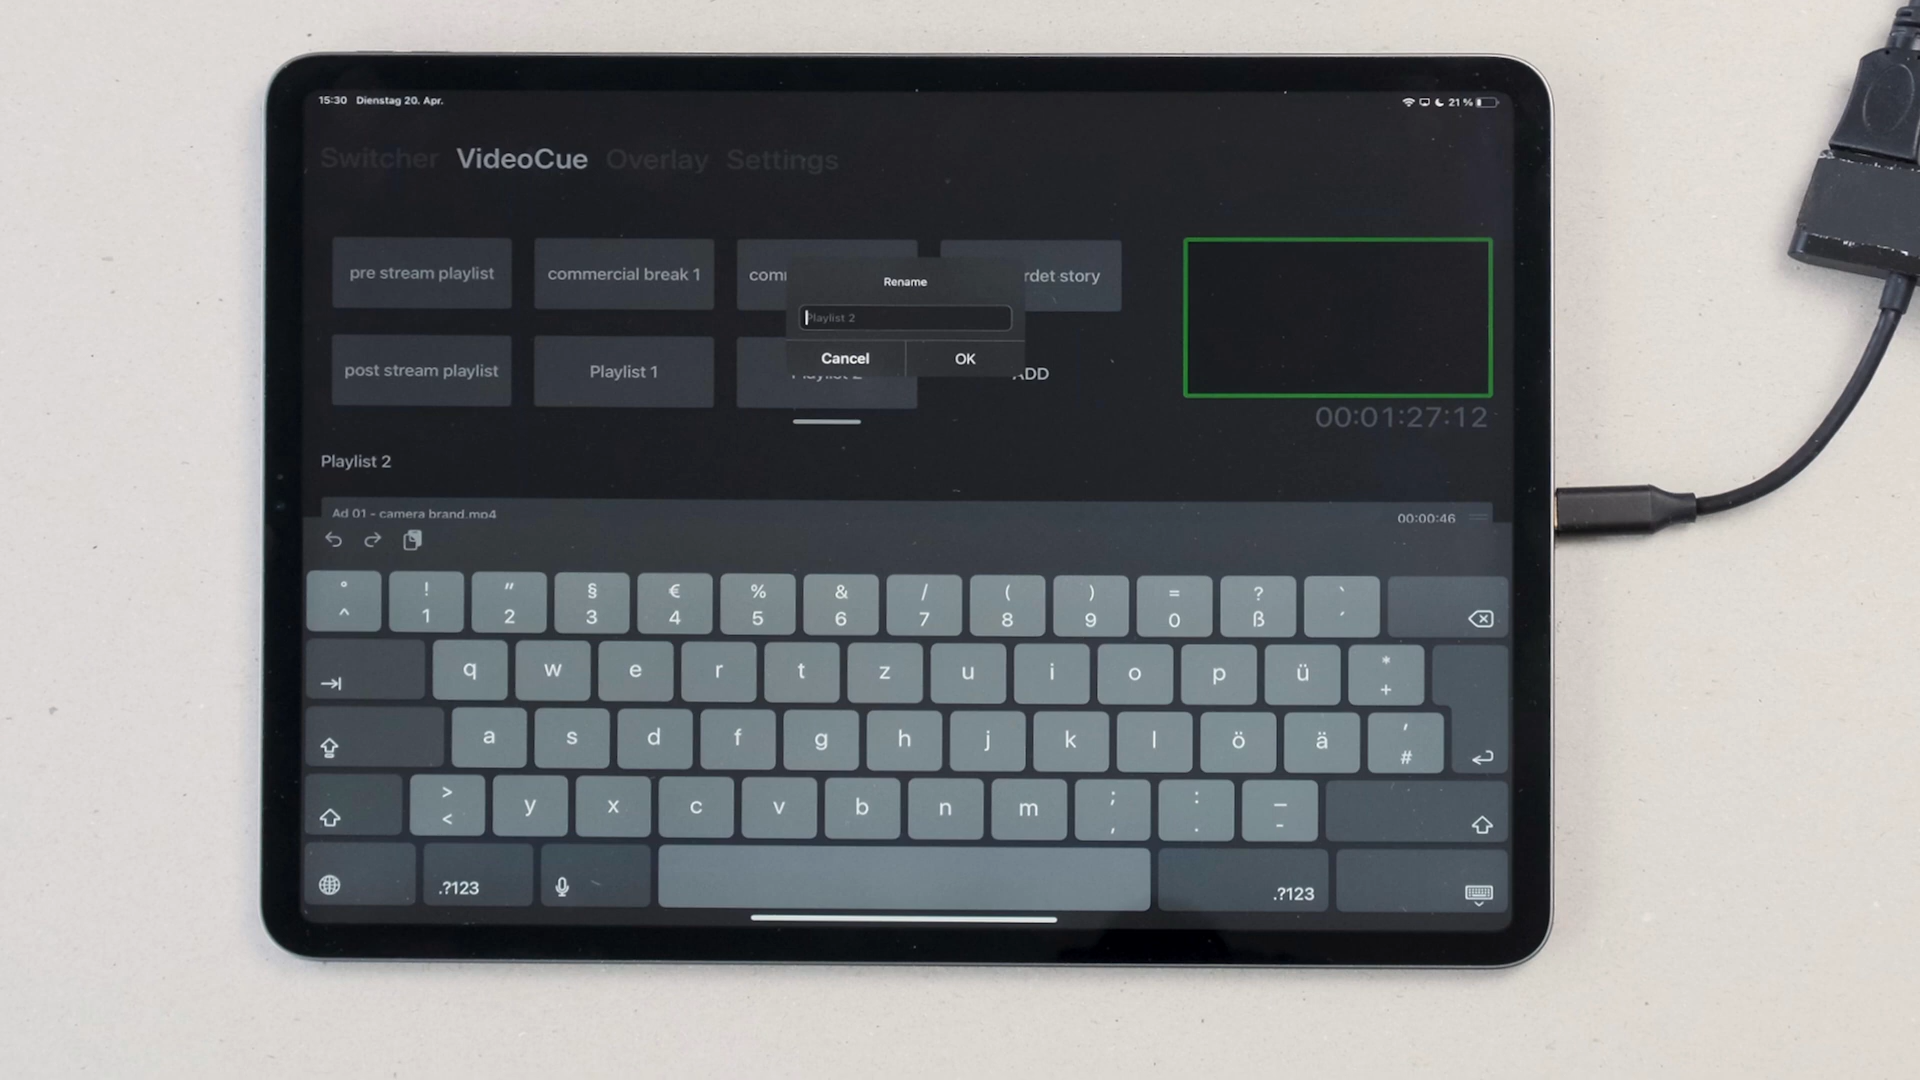 15:30 Dienstag 20. Apr.
21 %
Switcher VideoCue Overlay Settings
pre stream playlist
commercial break 1
post stream playlist
Playlist 1
Rename
Playlist 2
Cancel
OK
story
00:01:27:12
Playlist 2
Ad 01 - camera brand.mp4
00:00:46
° ! " § € % & / ( ) = ? `
^ 1 2 3 4 5 6 7 8 9 0 ß ´
q w e r t z u i o p ü * +
a s d f g h j k l ö ä ' #
> < y x c v b n m ; , : . _ -
.?123 .?123